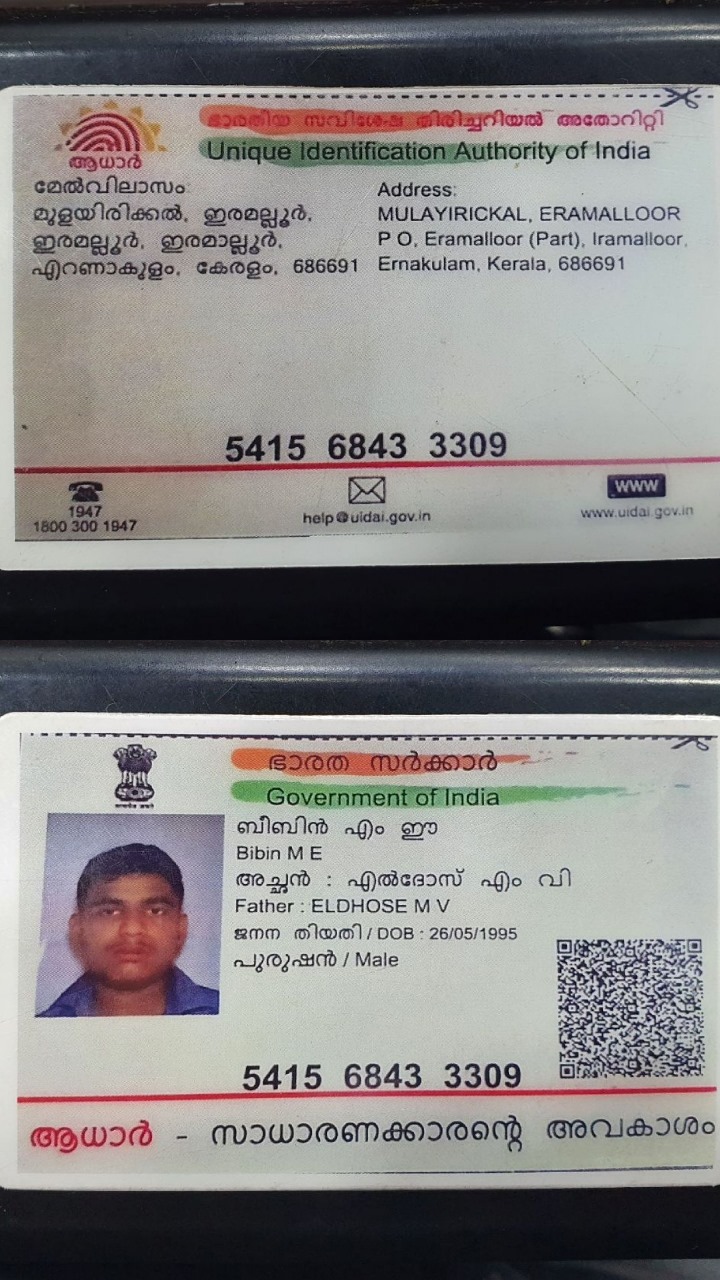 ഭാരതീയ സവിശേഷ തിരിച്ചറിയൽ അതോറിറ്റി
Unique Identification Authority of India
ആധാർ
മേൽവിലാസം:
മുളയിരിക്കൽ, ഇരമല്ലൂർ,
ഇരമല്ലൂർ, ഇരമാല്ലൂർ,
എറണാകുളം, കേരളം, 686691
Address:
MULAYIRICKAL, ERAMALLOOR
P O, Eramalloor (Part), Iramalloor,
Ernakulam, Kerala, 686691
5415 6843 3309
1947
1800 300 1947
help@uidai.gov.in
www
www.uidai.gov.in
ഭാരത സർക്കാർ
Government of India
ബീബിൻ എം ഈ
Bibin M E
അച്ഛൻ : എൽദോസ് എം വി
Father : ELDHOSE M V
ജനന തിയതി / DOB : 26/05/1995
പുരുഷൻ / Male
5415 6843 3309
ആധാർ - സാധാരണക്കാരന്റെ അവകാശം